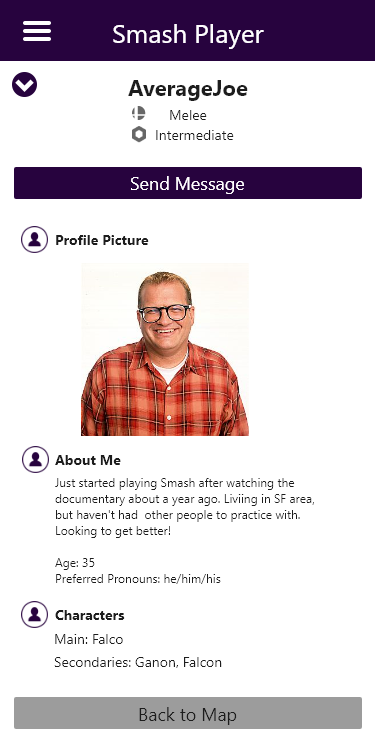 Smash Player
AverageJoe
Melee
Intermediate
Send Message
Profile Picture
About Me
Just started playing Smash after watching the
documentary about a year ago. Liviing in SF area,
but haven't had  other people to practice with.
Looking to get better!
Age: 35
Preferred Pronouns: he/him/his
Characters
Main: Falco
Secondaries: Ganon, Falcon
Back to Map